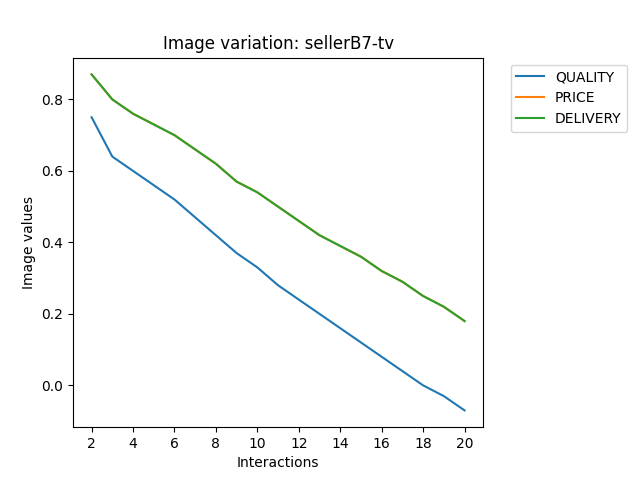 Image variation: sellerB7-tv
QUALITY
PRICE
DELIVERY
Image values
0.8
0.6
0.4
0.2
0.0
2 4 6 8 10 12 14 16 18 20
Interactions